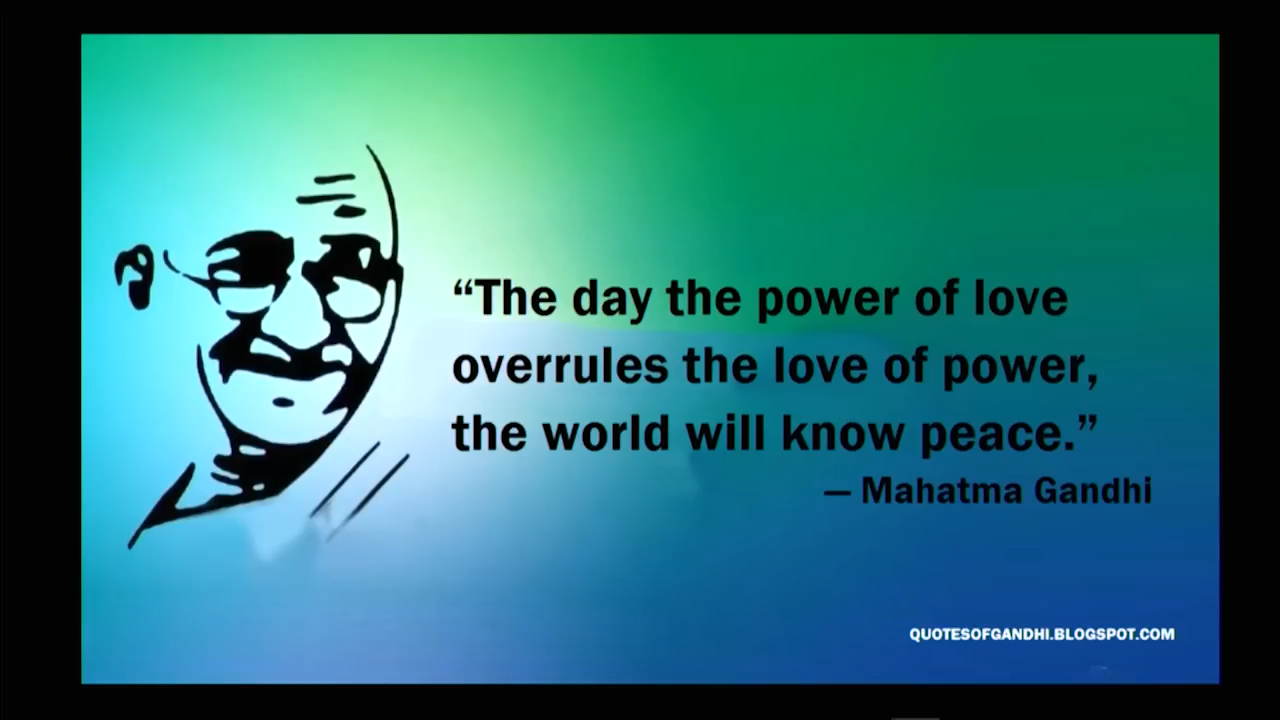 “The day the power of love
overrules the love of power,
the world will know peace.”
— Mahatma Gandhi
QUOTESOFGANDHI.BLOGSPOT.COM